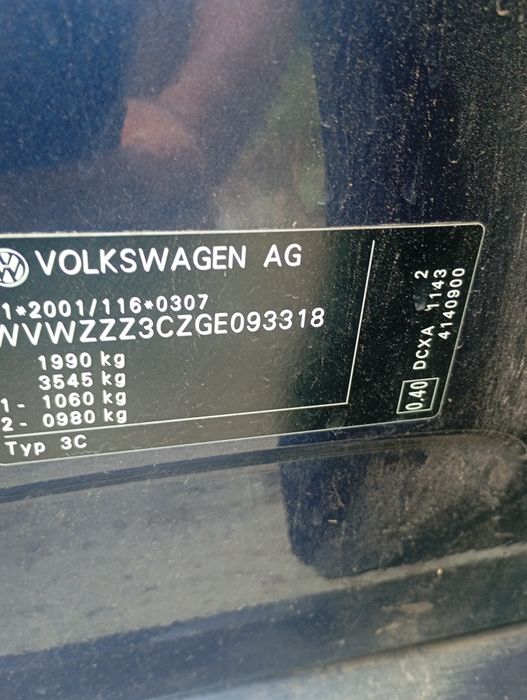 VOLKSWAGEN AG
1*2001/116*0307
WVWZZZ3CZGE093318
1990 kg
3545 kg
1- 1060 kg
2- 0980 kg
Typ 3C
0.40
DCXA 2
1143
4140900